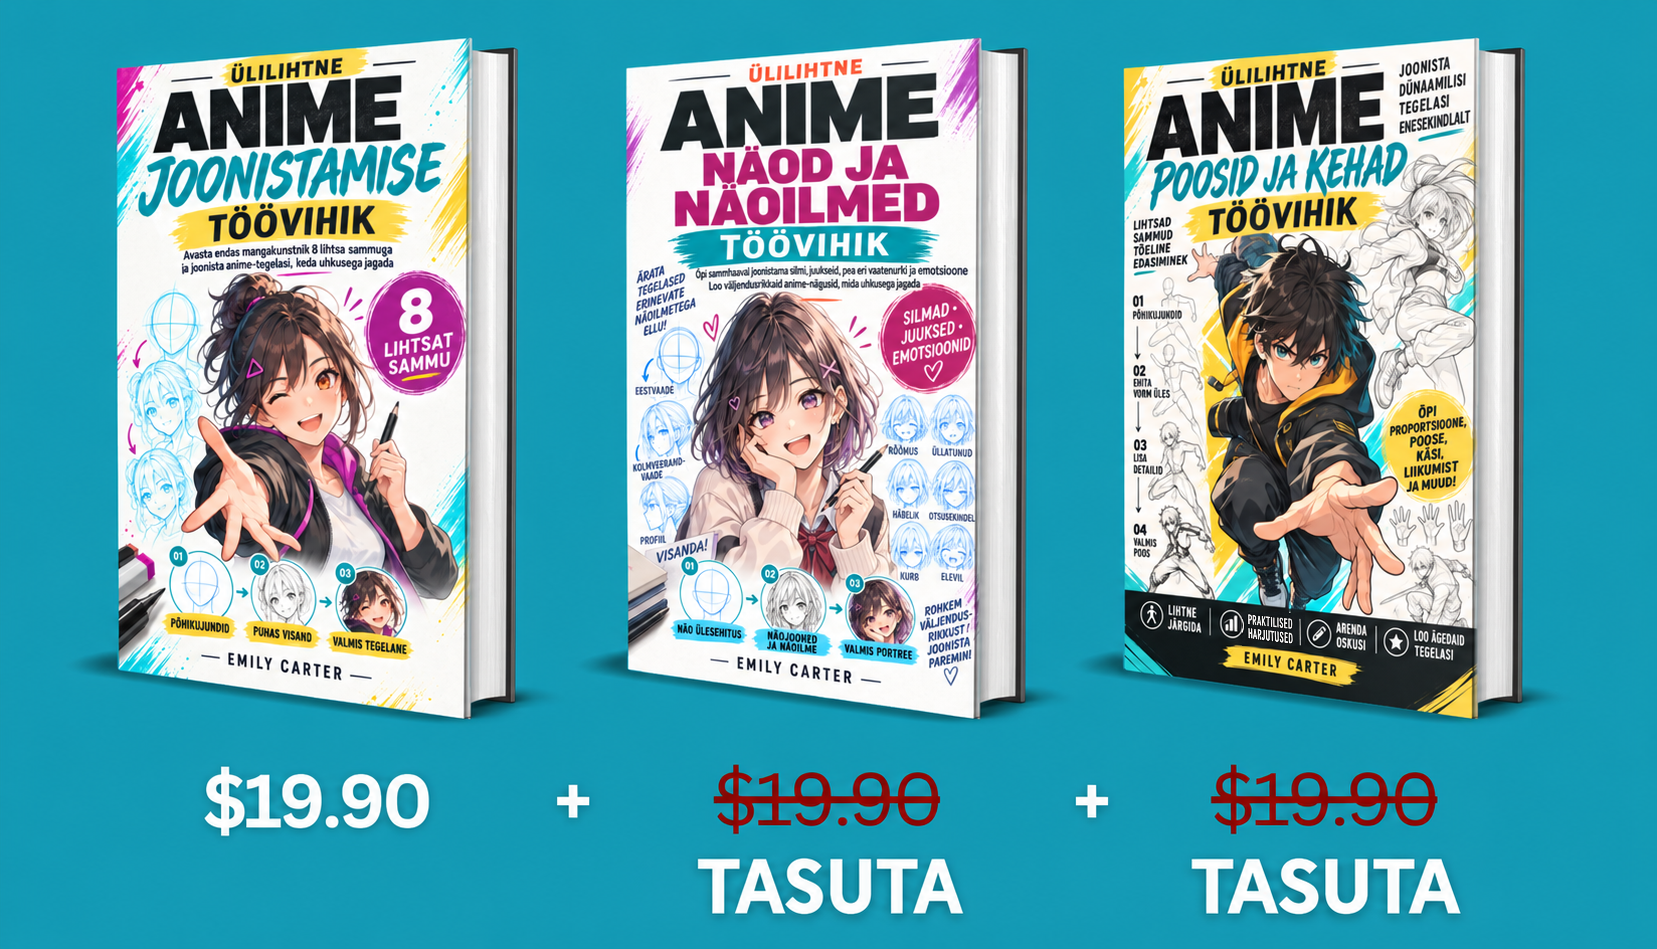 ÜLILIHTNE
ANIME
JOONISTAMISE
TÖÖVIHIK
Avasta endas mangakunstnik 8 lihtsa sammuga
ja joonista anime-tegelasi, keda uhkusega jagada
8
LIHTSAT
SAMMU
01
02
03
PÕHIKUJUNDID
PUHAS VISAND
VALMIS TEGELANE
EMILY CARTER
ÜLILIHTNE
ANIME
NÄOD JA
NÄOILMED
TÖÖVIHIK
Õpi sammhaaval joonistama silmi, juukseid, pea eri vaatenurki ja emotsioone
Loo väljendusrikkaid anime-nägusid, mida uhkusega jagada
ÄRATA
TEGELASED
ERINEVATE
NÄOILMETEGA
ELLU!
SILMAD •
JUUKSED •
EMOTSIOONID
EESTVAADE
KOLMVEERAND-
VAADE
PROFIIL
RÕÕMUS
ÜLLATUNUD
HÄBELIK
OTSUSEKINDEL
KURB
ELEVIL
VISANDA!
01
02
03
NÄO ÜLESEHITUS
NÄOJOONED
JA NÄOILME
VALMIS PORTREE
ROHKEM
VÄLJENDUS-
RIKKUST!
JOONISTA
PAREMINI!
EMILY CARTER
ÜLILIHTNE
ANIME
POOSID JA KEHAD
TÖÖVIHIK
JOONISTA
DÜNAAMILISI
TEGELASI
ENESEKINDLALT
LIHTSAD
SAMMUD
TÕELINE
EDASIMINEK
01
PÕHIKUJUNDID
02
EHITA
VORM ÜLES
03
LISA
DETAILID
04
VALMIS
POOS
ÕPI
PROPORTSIOONE,
POOSE,
KÄSI,
LIIKUMIST
JA MUUD!
LIHTNE
JÄRGIDA
PRAKTILISED
HARJUTUSED
ARENDA
OSKUSI
LOO ÄGEDAID
TEGELASI
EMILY CARTER
$19.90
+
$19.90
TASUTA
+
$19.90
TASUTA